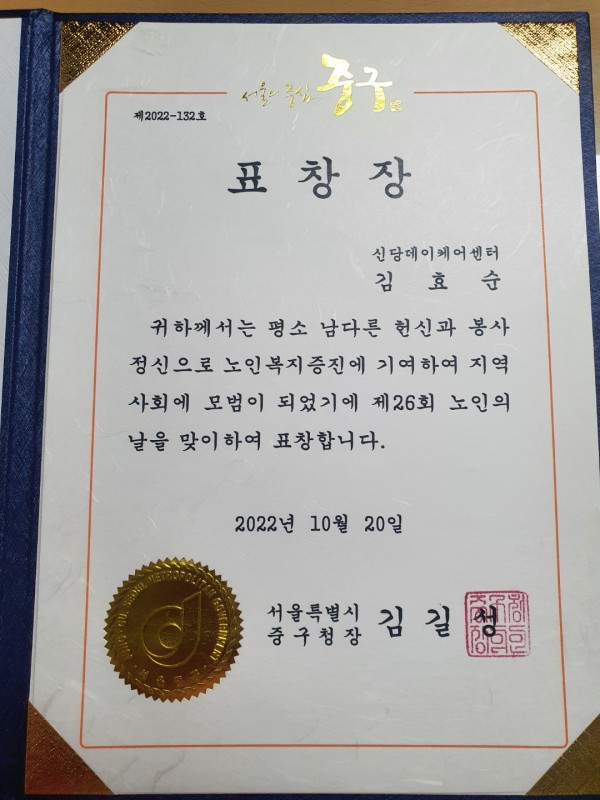 서울의 중심 중구
제2022-132호
표창장
신당데이케어센터
김효순
귀하께서는 평소 남다른 헌신과 봉사
정신으로 노인복지증진에 기여하여 지역
사회에 모범이 되었기에 제26회 노인의
날을 맞이하여 표창합니다.
2022년 10월 20일
서울특별시
중구청장 김길성